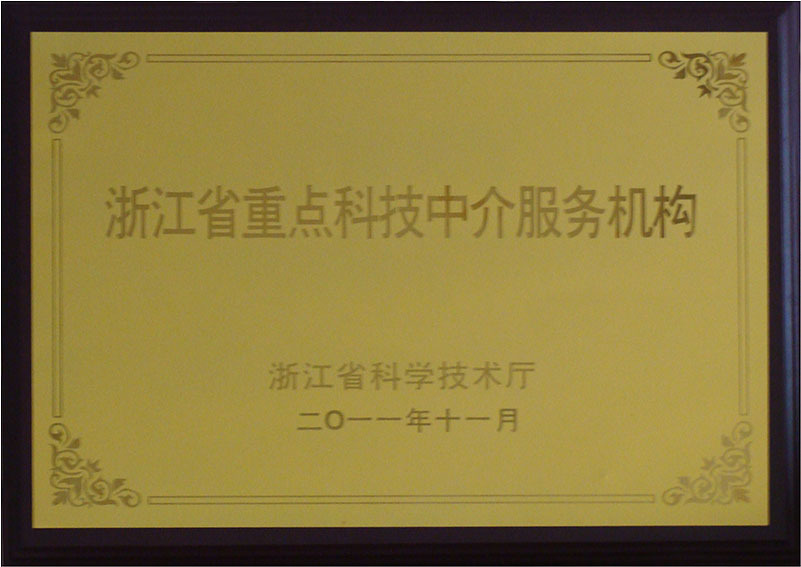 浙江省重点科技中介服务机构
浙江省科学技术厅
二〇一一年十一月